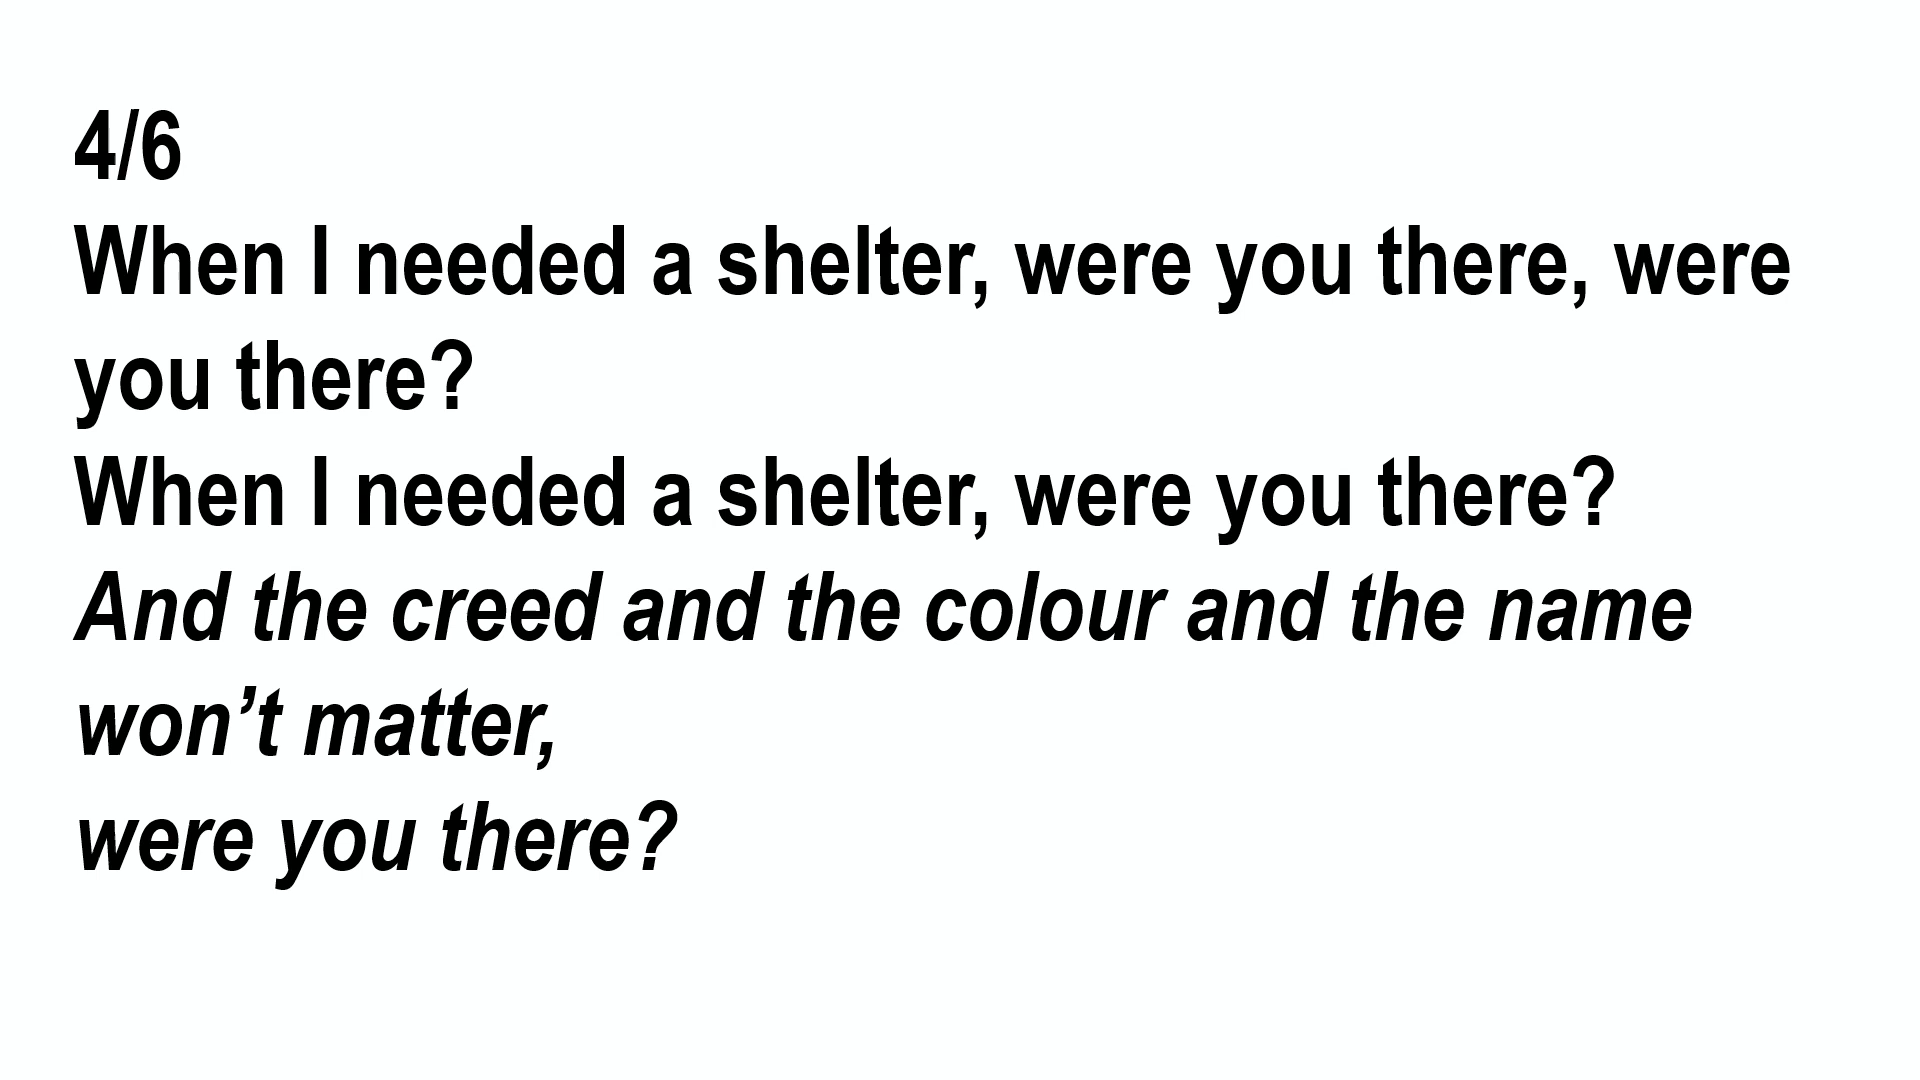 4/6
When I needed a shelter, were you there, were
you there?
When I needed a shelter, were you there?
And the creed and the colour and the name
won’t matter,
were you there?